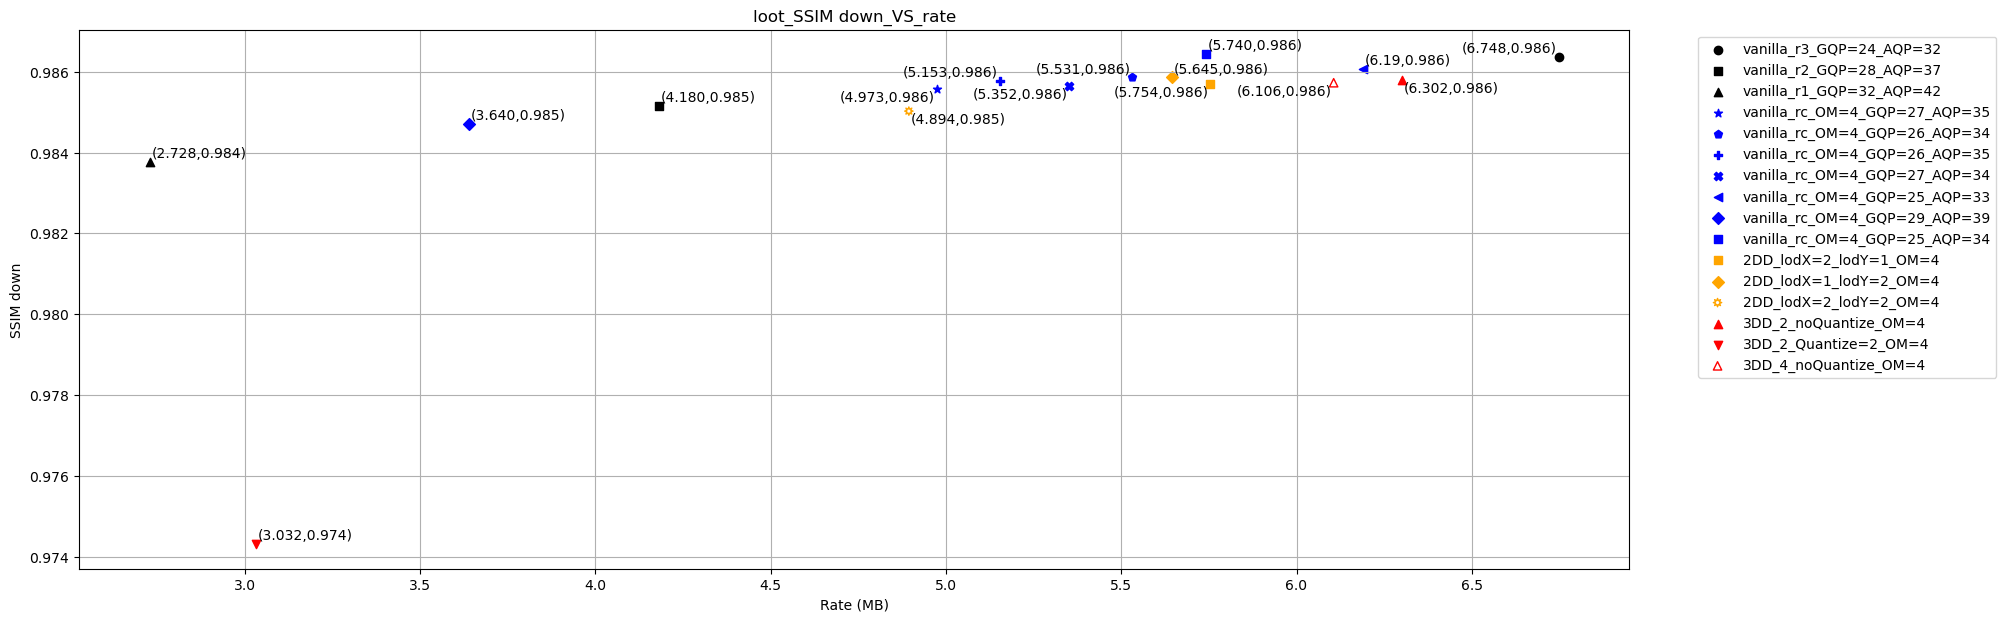 loot_SSIM down_VS_rate
SSIM down
0.986
0.984
0.982
0.980
0.978
0.976
0.974
(2.728,0.984)
(3.032,0.974)
(3.640,0.985)
(4.180,0.985)
(4.973,0.986)
(4.894,0.985)
(5.153,0.986)
(5.352,0.986)
(5.531,0.986)
(5.645,0.986)
(5.740,0.986)
(5.754,0.986)
(6.106,0.986)
(6.19,0.986)
(6.302,0.986)
(6.748,0.986)
3.0
3.5
4.0
4.5
5.0
5.5
6.0
6.5
Rate (MB)
vanilla_r3_GQP=24_AQP=32
vanilla_r2_GQP=28_AQP=37
vanilla_r1_GQP=32_AQP=42
vanilla_rc_OM=4_GQP=27_AQP=35
vanilla_rc_OM=4_GQP=26_AQP=34
vanilla_rc_OM=4_GQP=26_AQP=35
vanilla_rc_OM=4_GQP=27_AQP=34
vanilla_rc_OM=4_GQP=25_AQP=33
vanilla_rc_OM=4_GQP=29_AQP=39
vanilla_rc_OM=4_GQP=25_AQP=34
2DD_lodX=2_lodY=1_OM=4
2DD_lodX=1_lodY=2_OM=4
2DD_lodX=2_lodY=2_OM=4
3DD_2_noQuantize_OM=4
3DD_2_Quantize=2_OM=4
3DD_4_noQuantize_OM=4